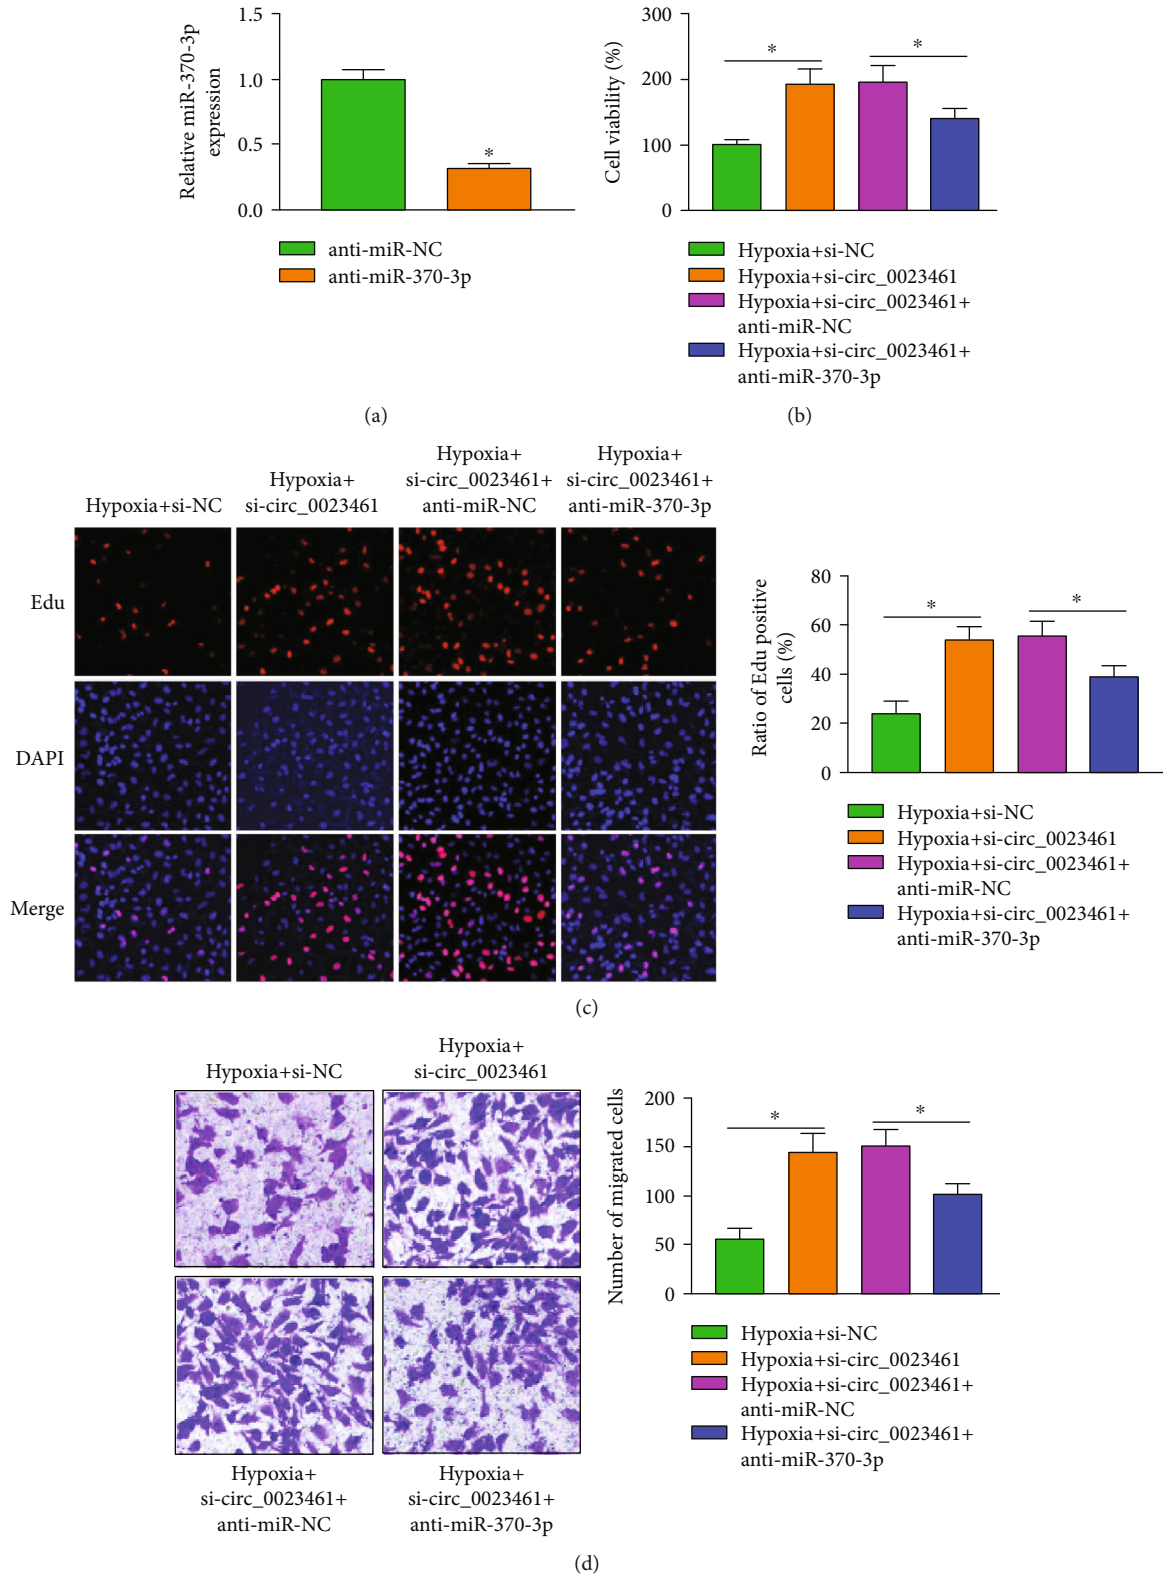 Relative miR-370-3p
expression
1.5
1.0
0.5
0.0
*
anti-miR-NC
anti-miR-370-3p
(a)
Cell viability (%)
300
200
100
0
*
*
Hypoxia+si-NC
Hypoxia+si-circ_0023461
Hypoxia+si-circ_0023461+
anti-miR-NC
Hypoxia+si-circ_0023461+
anti-miR-370-3p
(b)
Hypoxia+si-NC
Hypoxia+
si-circ_0023461
Hypoxia+
si-circ_0023461+
anti-miR-NC
Hypoxia+
si-circ_0023461+
anti-miR-370-3p
Edu
DAPI
Merge
Ratio of Edu positive
cells (%)
80
60
40
20
0
*
*
Hypoxia+si-NC
Hypoxia+si-circ_0023461
Hypoxia+si-circ_0023461+
anti-miR-NC
Hypoxia+si-circ_0023461+
anti-miR-370-3p
(c)
Hypoxia+si-NC
Hypoxia+
si-circ_0023461
Hypoxia+
si-circ_0023461+
anti-miR-NC
Hypoxia+
si-circ_0023461+
anti-miR-370-3p
Number of migrated cells
200
150
100
50
0
*
*
Hypoxia+si-NC
Hypoxia+si-circ_0023461
Hypoxia+si-circ_0023461+
anti-miR-NC
Hypoxia+si-circ_0023461+
anti-miR-370-3p
(d)